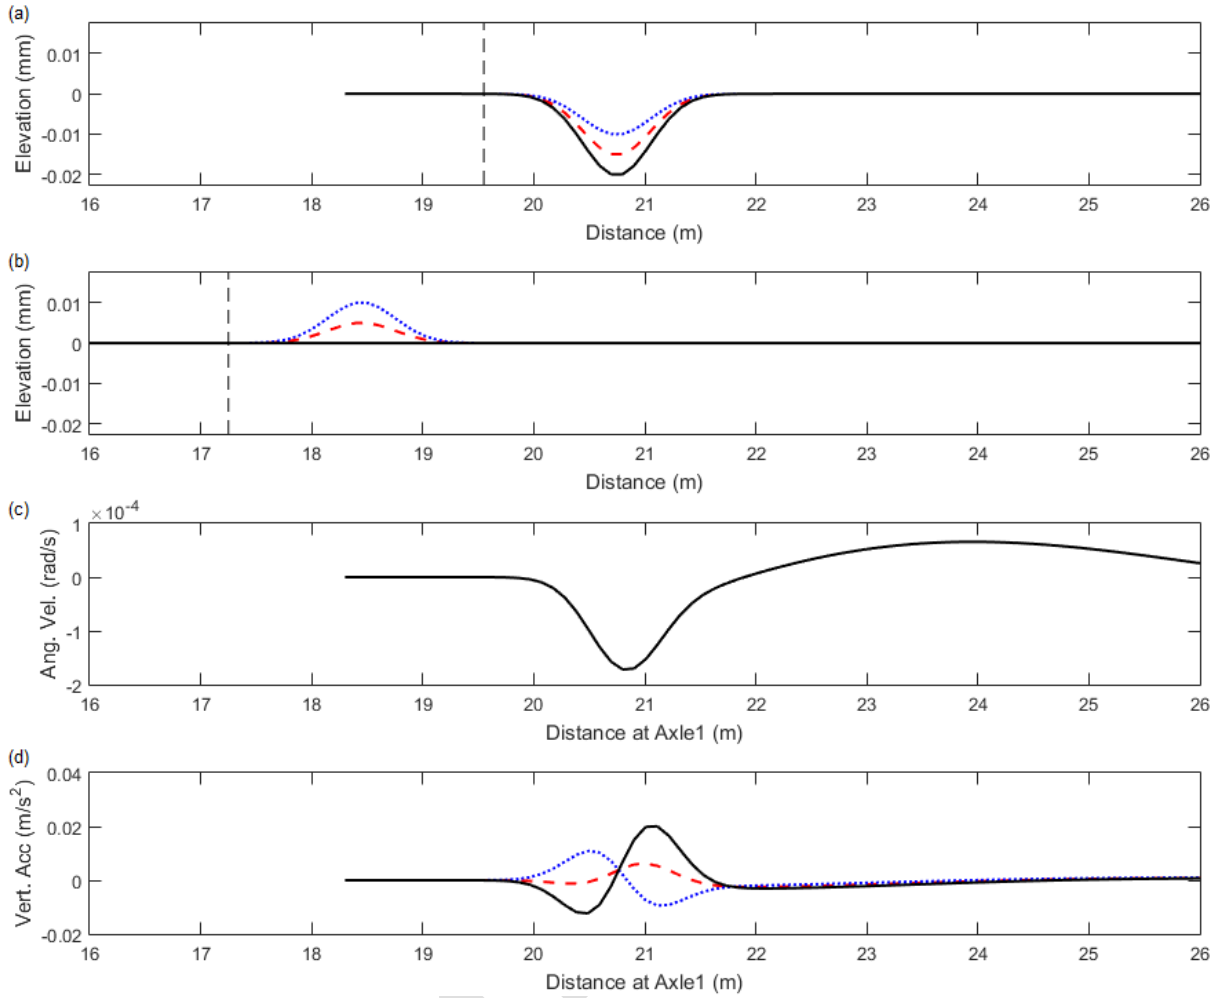 (a)
Elevation (mm)
0.01
0
-0.01
-0.02
16 17 18 19 20 21 22 23 24 25 26
Distance (m)
(b)
Elevation (mm)
0.01
0
-0.01
-0.02
16 17 18 19 20 21 22 23 24 25 26
Distance (m)
(c)
×10⁻⁴
Ang. Vel. (rad/s)
1
0
-1
-2
16 17 18 19 20 21 22 23 24 25 26
Distance at Axle1 (m)
(d)
Vert. Acc (m/s²)
0.04
0.02
0
-0.02
16 17 18 19 20 21 22 23 24 25 26
Distance at Axle1 (m)